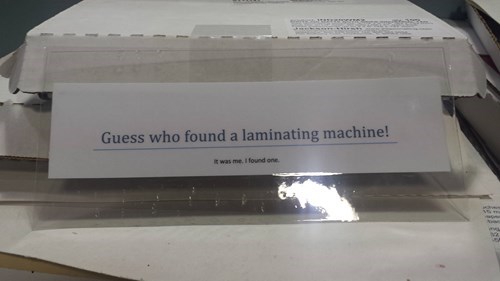 Guess who found a laminating machine!
It was me. I found one.